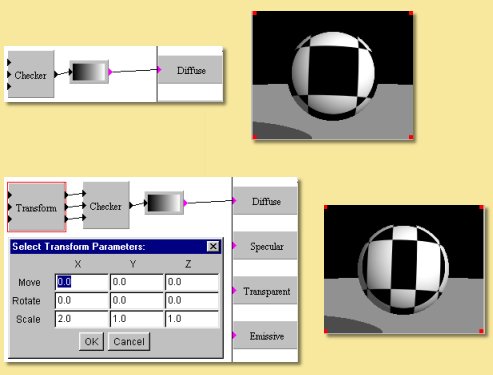 Checker
Diffuse
Transform
Checker
Diffuse
Specular
Transparent
Emissive
Select Transform Parameters:
X Y Z
Move 0.0 0.0 0.0
Rotate 0.0 0.0 0.0
Scale 2.0 1.0 1.0
OK Cancel